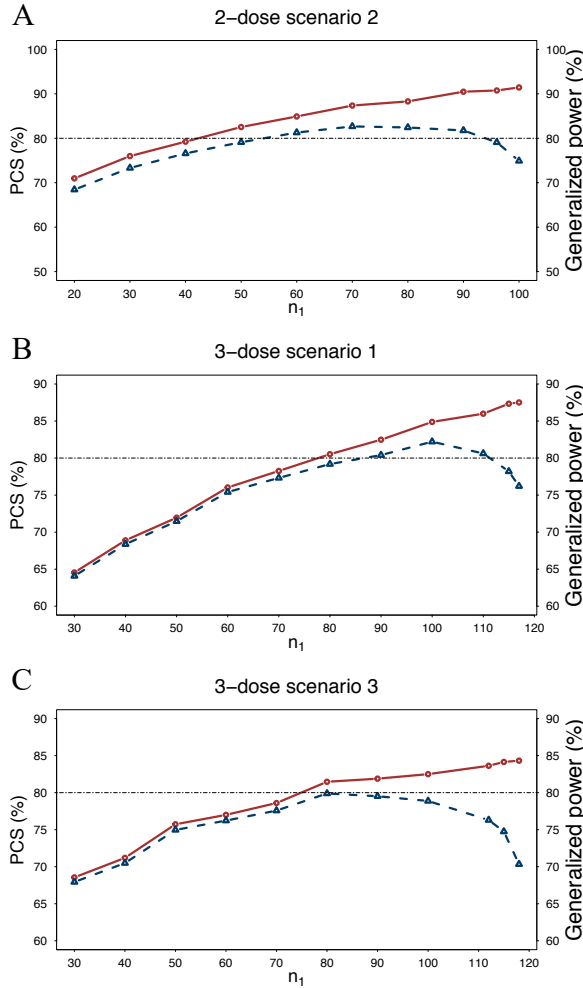 A
2−dose scenario 2
100
90
80
70
60
50
PCS (%)
100
90
80
70
60
50
Generalized power (%)
20 30 40 50 60 70 80 90 100
n1
B
3−dose scenario 1
90
85
80
75
70
65
60
PCS (%)
90
85
80
75
70
65
60
Generalized power (%)
30 40 50 60 70 80 90 100 110 120
n1
C
3−dose scenario 3
90
85
80
75
70
65
60
PCS (%)
90
85
80
75
70
65
60
Generalized power (%)
30 40 50 60 70 80 90 100 110 120
n1